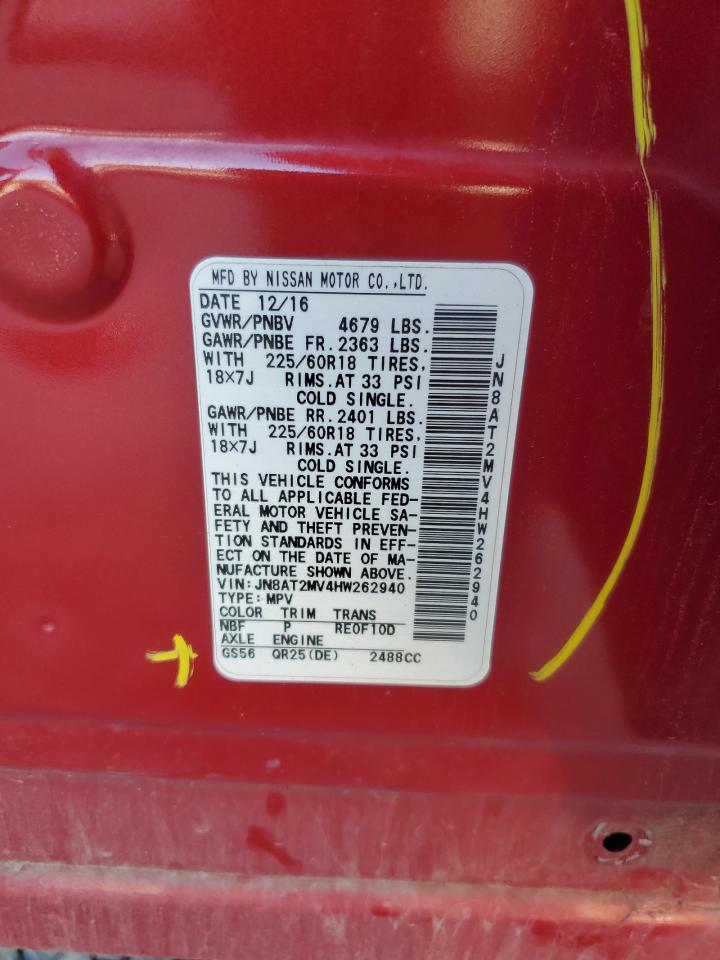 MFD BY NISSAN MOTOR CO.,LTD.
DATE 12/16
GVWR/PNBV 4679 LBS.
GAWR/PNBE FR. 2363 LBS.
WITH 225/60R18 TIRES,
18×7J RIMS.AT 33 PSI
COLD SINGLE.
GAWR/PNBE RR. 2401 LBS.
WITH 225/60R18 TIRES.
18×7J RIMS.AT 33 PSI
COLD SINGLE.
THIS VEHICLE CONFORMS
TO ALL APPLICABLE FED-
ERAL MOTOR VEHICLE SA-
FETY AND THEFT PREVEN-
TION STANDARDS IN EFF-
ECT ON THE DATE OF MA-
NUFACTURE SHOWN ABOVE.
VIN:JN8AT2MV4HW262940
TYPE:MPV
COLOR TRIM TRANS
NBF P RE0F10D
AXLE ENGINE
GS56 QR25(DE) 2488CC
JN8AT2MV4HW262940